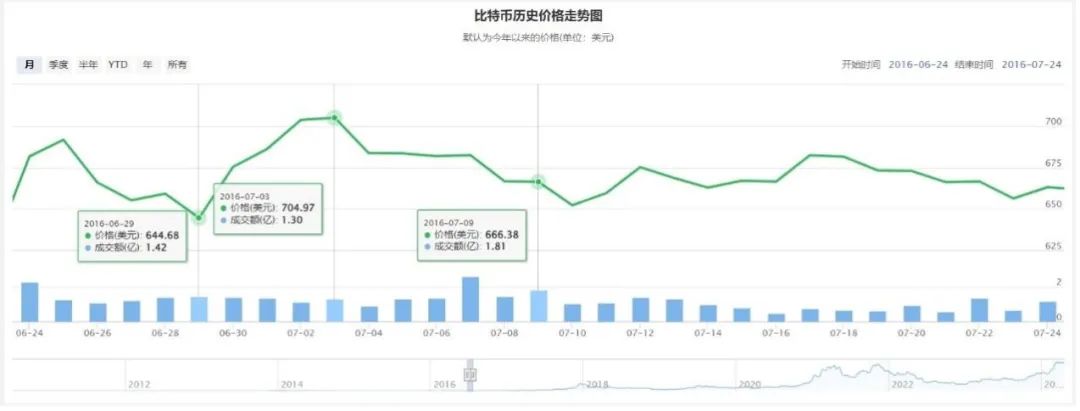 比特币历史价格走势图
默认为今年以来的价格(单位：美元)
月 季度 半年 YTD 年 所有
开始时间 2016-06-24 结束时间 2016-07-24
700
675
650
625
2016-06-29
价格(美元): 644.68
成交额(亿): 1.42
2016-07-03
价格(美元): 704.97
成交额(亿): 1.30
2016-07-09
价格(美元): 666.38
成交额(亿): 1.81
2
0
06-24 06-26 06-28 06-30 07-02 07-04 07-06 07-08 07-10 07-12 07-14 07-16 07-18 07-20 07-22 07-24
2012 2014 2016 2018 2020 2022 20...